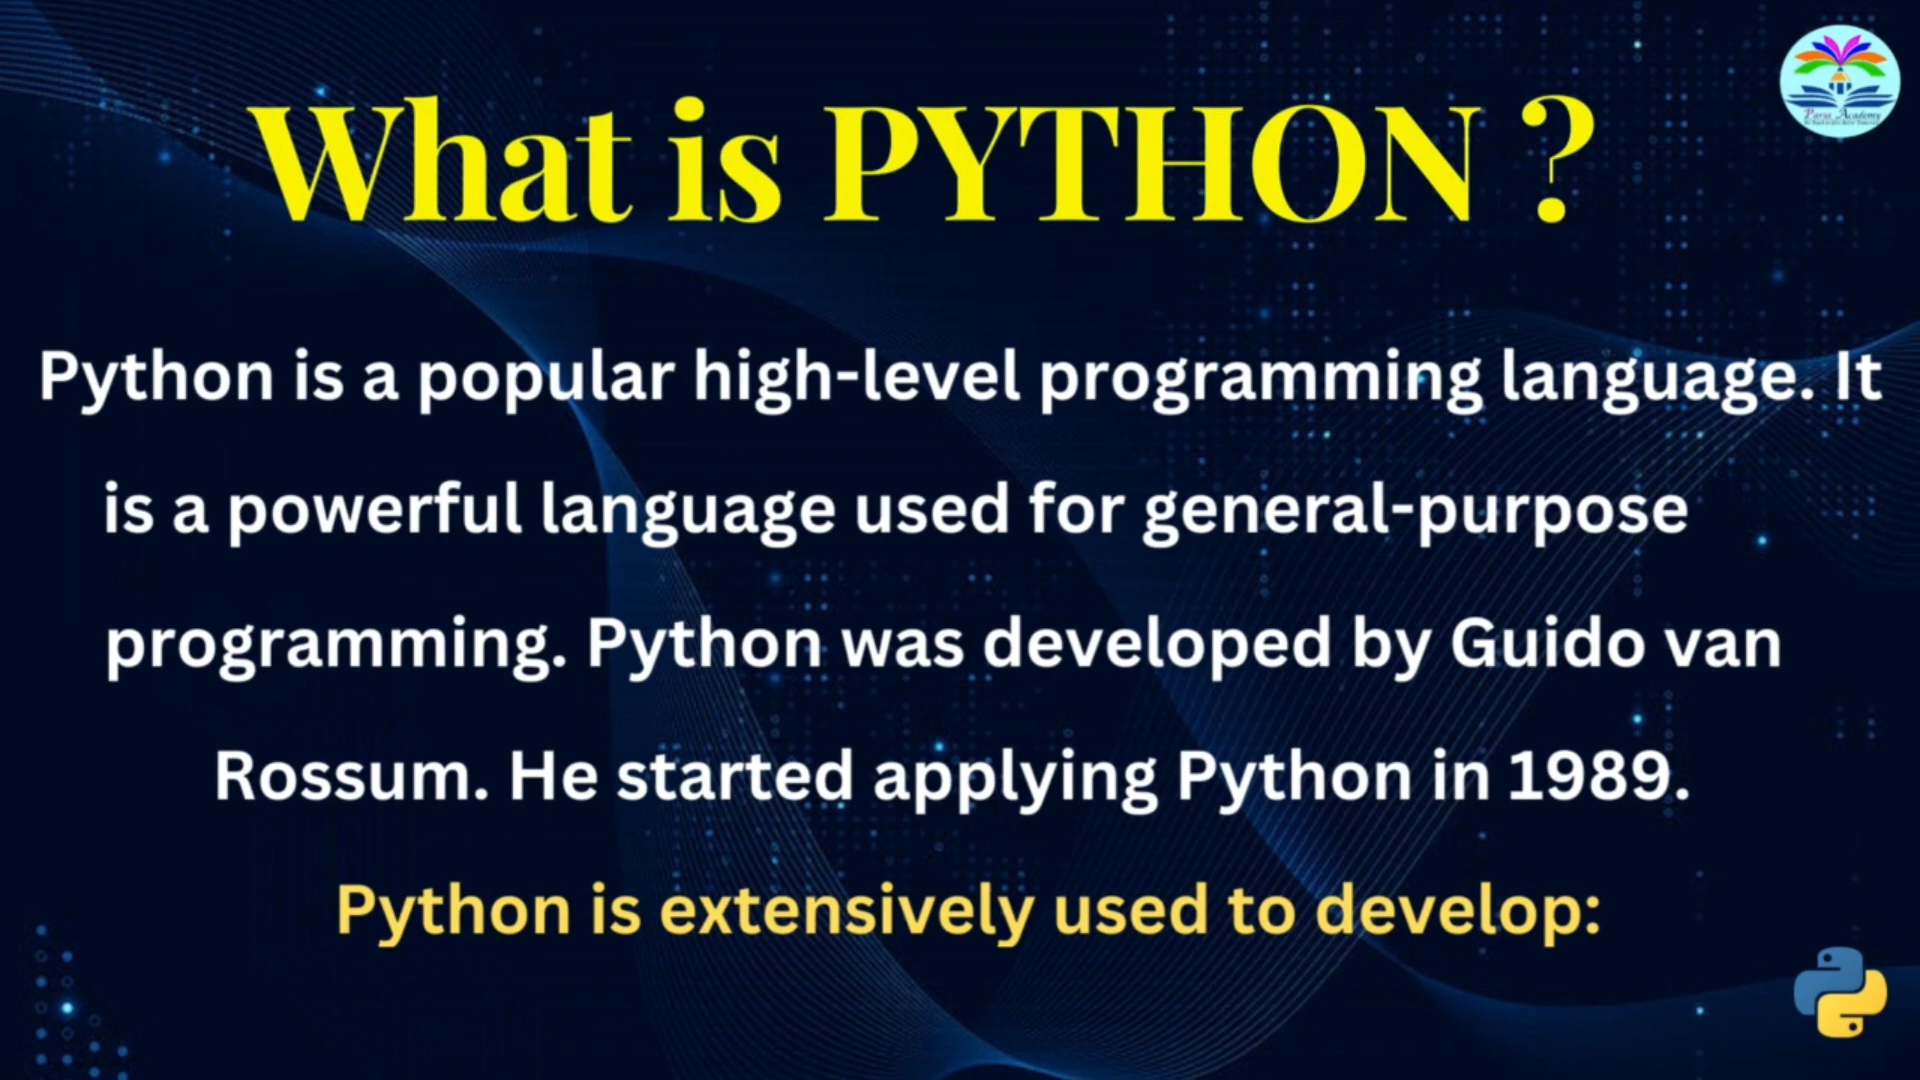 What is PYTHON ?
Python is a popular high-level programming language. It
is a powerful language used for general-purpose
programming. Python was developed by Guido van
Rossum. He started applying Python in 1989.
Python is extensively used to develop:
Academy